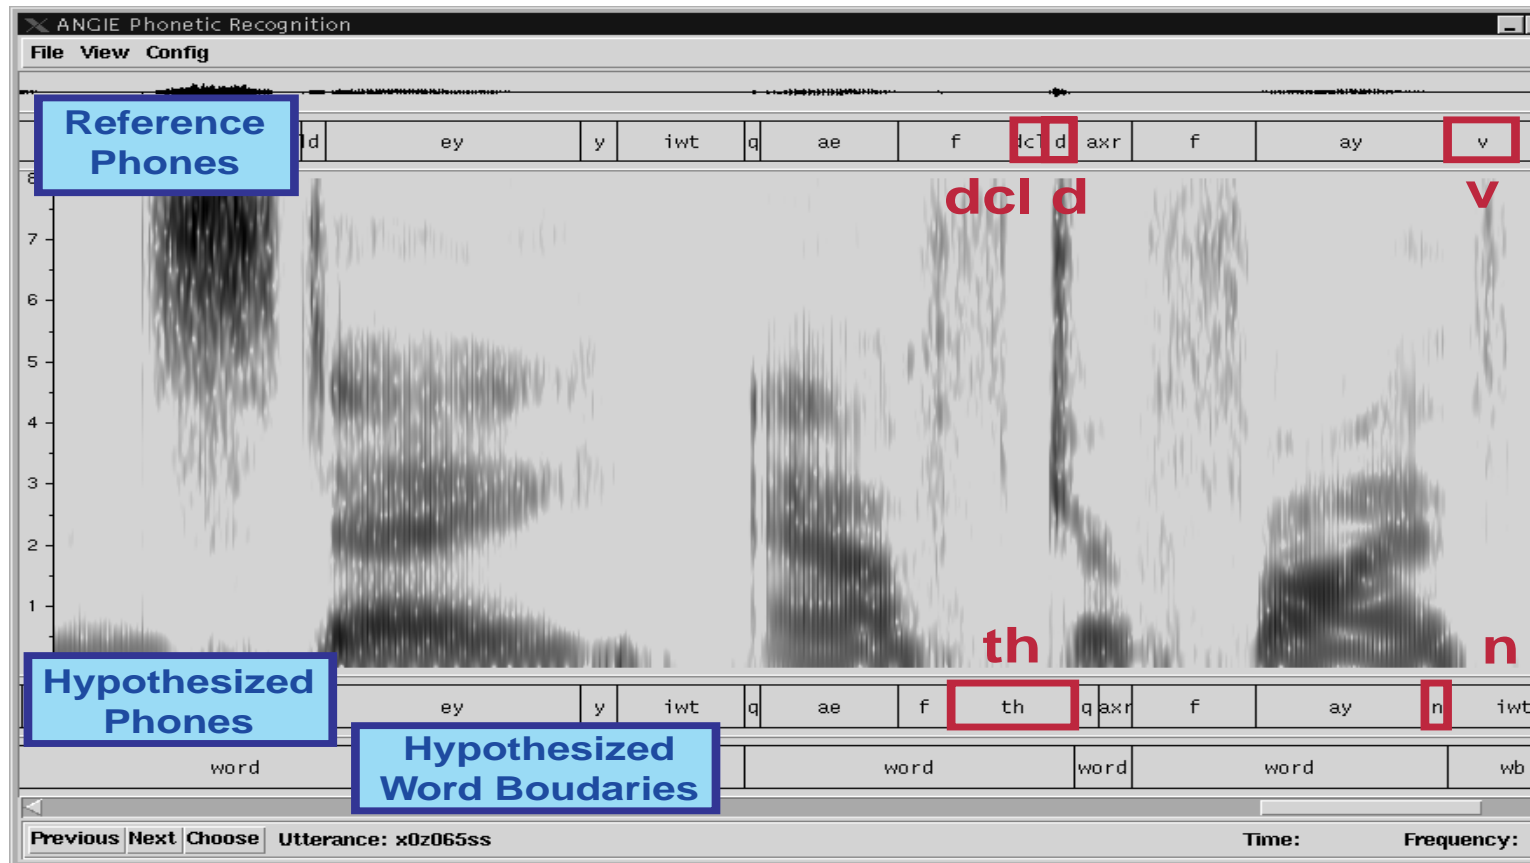 ANGIE Phonetic Recognition
File View Config
Reference
Phones
d ey y iwt q ae f dcl d axr f ay v
dcl d v
8
7
6
5
4
3
2
1
th n
Hypothesized
Phones
ey y iwt q ae f th q axr f ay n iwt
Hypothesized
Word Boudaries
word word word word wb
Previous Next Choose Utterance: x0z065ss Time: Frequency: